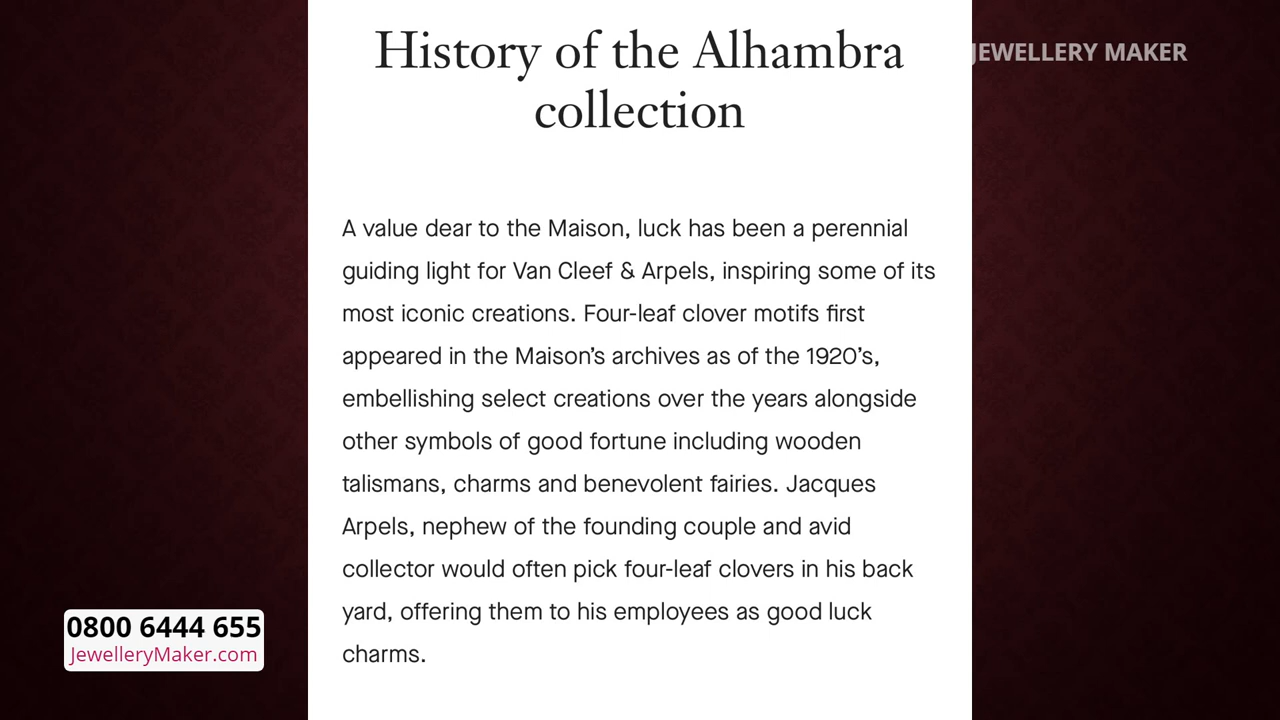 History of the Alhambra
collection
JEWELLERY MAKER
A value dear to the Maison, luck has been a perennial
guiding light for Van Cleef & Arpels, inspiring some of its
most iconic creations. Four-leaf clover motifs first
appeared in the Maison’s archives as of the 1920’s,
embellishing select creations over the years alongside
other symbols of good fortune including wooden
talismans, charms and benevolent fairies. Jacques
Arpels, nephew of the founding couple and avid
collector would often pick four-leaf clovers in his back
yard, offering them to his employees as good luck
charms.
0800 6444 655
JewelleryMaker.com